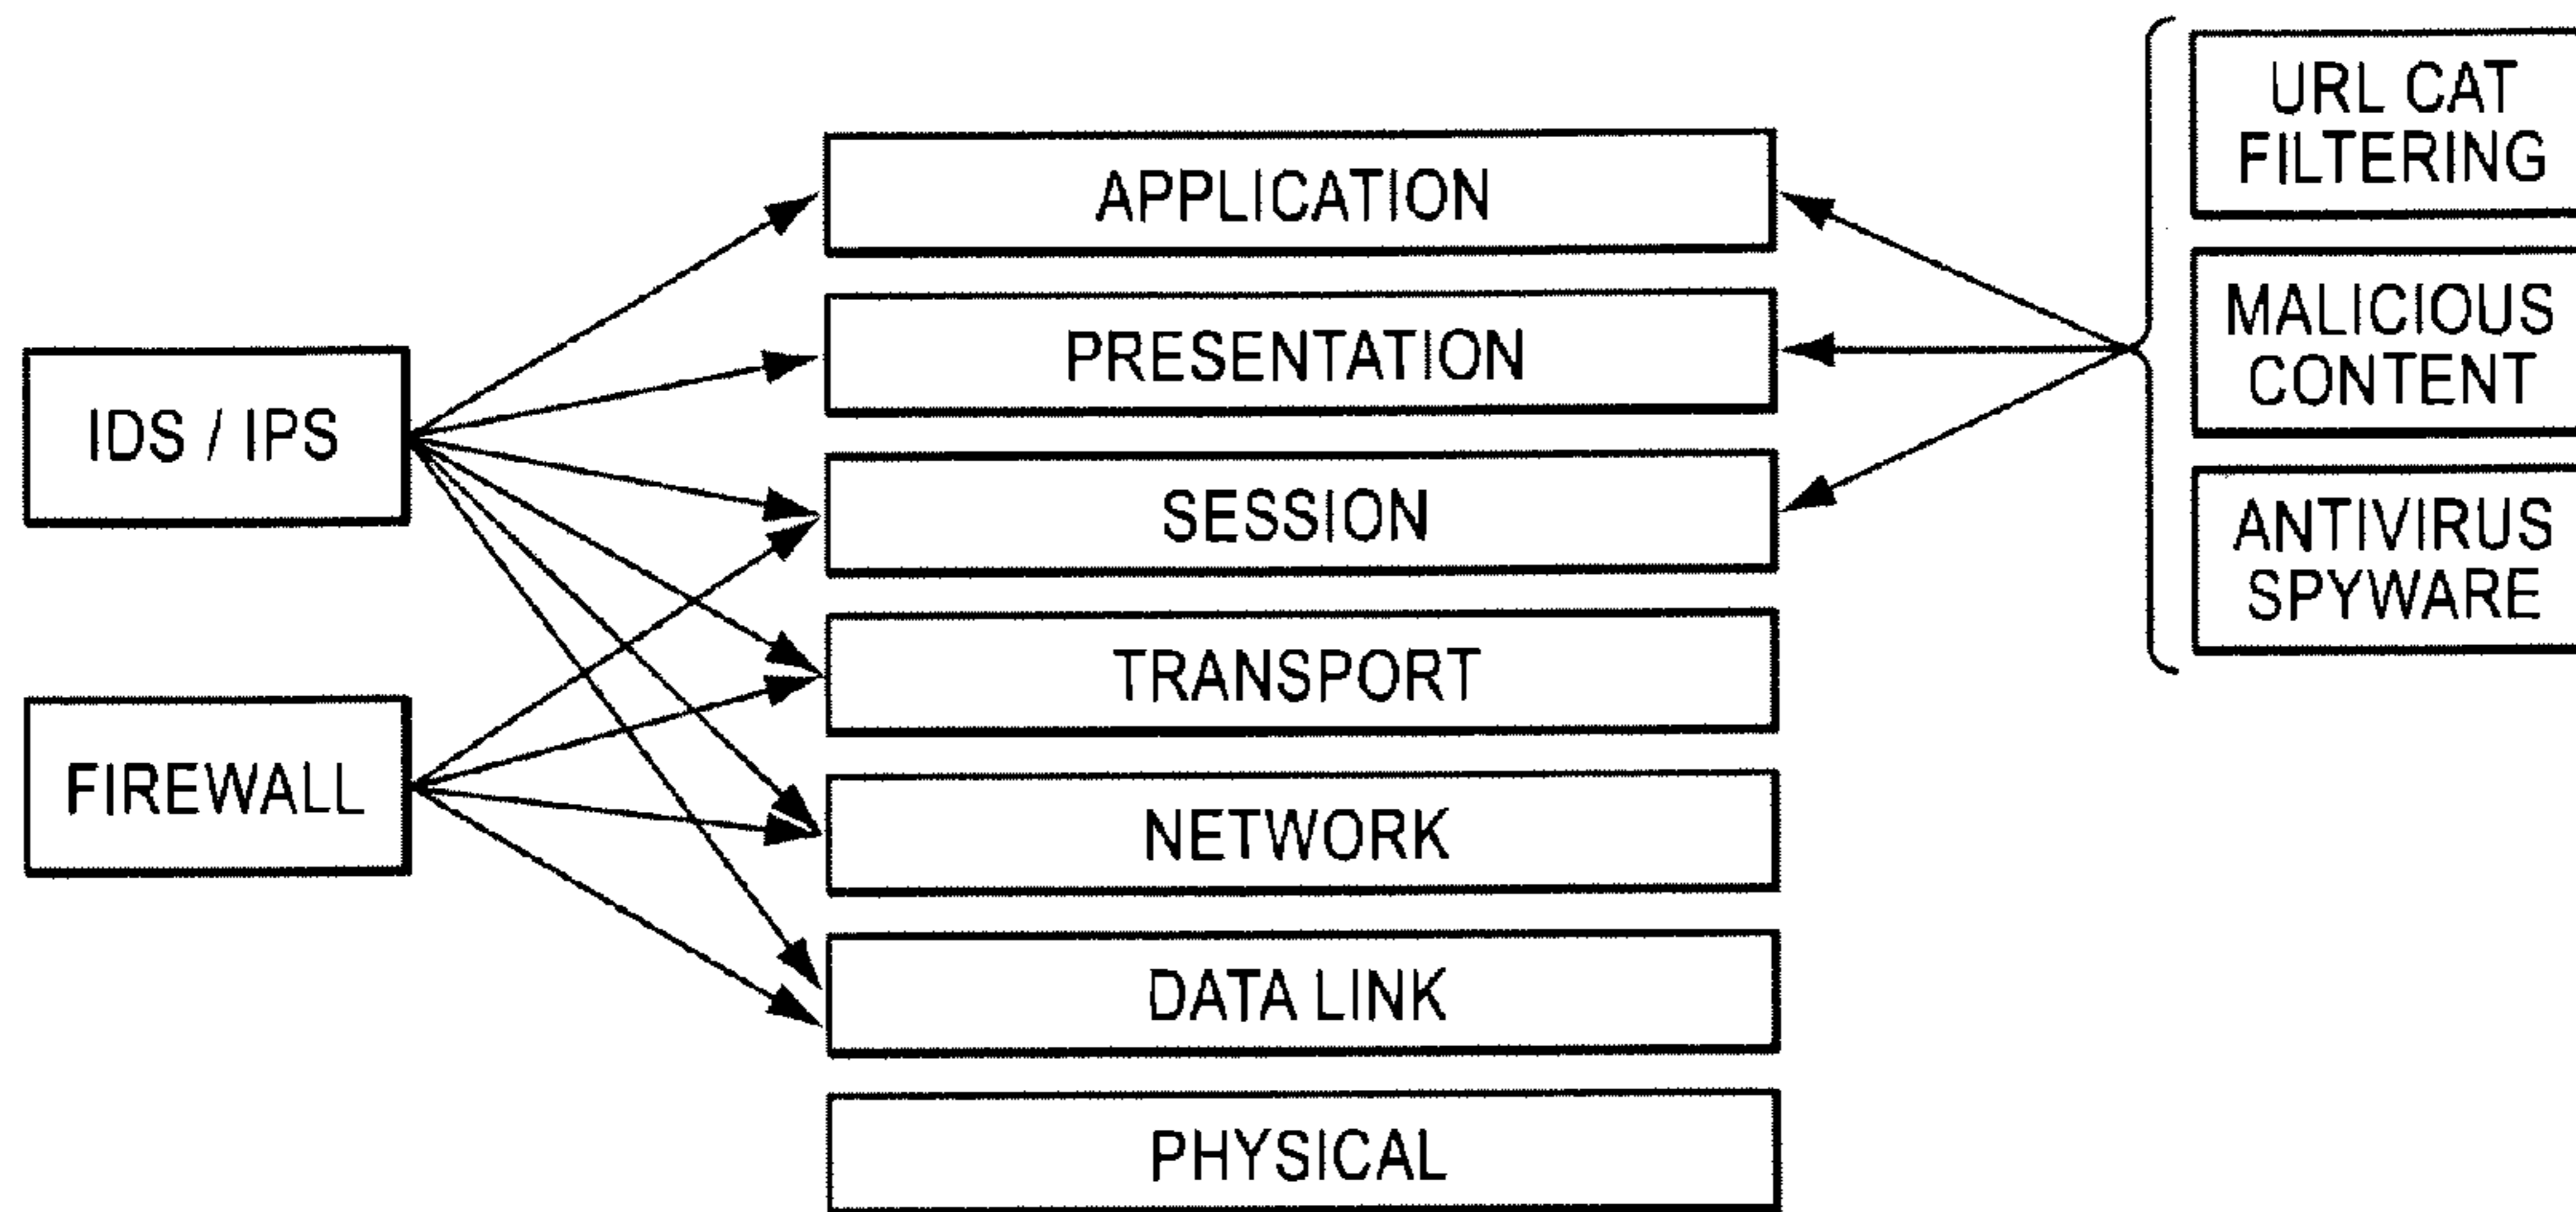 IDS / IPS
FIREWALL
APPLICATION
PRESENTATION
SESSION
TRANSPORT
NETWORK
DATA LINK
PHYSICAL
URL CAT
FILTERING
MALICIOUS
CONTENT
ANTIVIRUS
SPYWARE